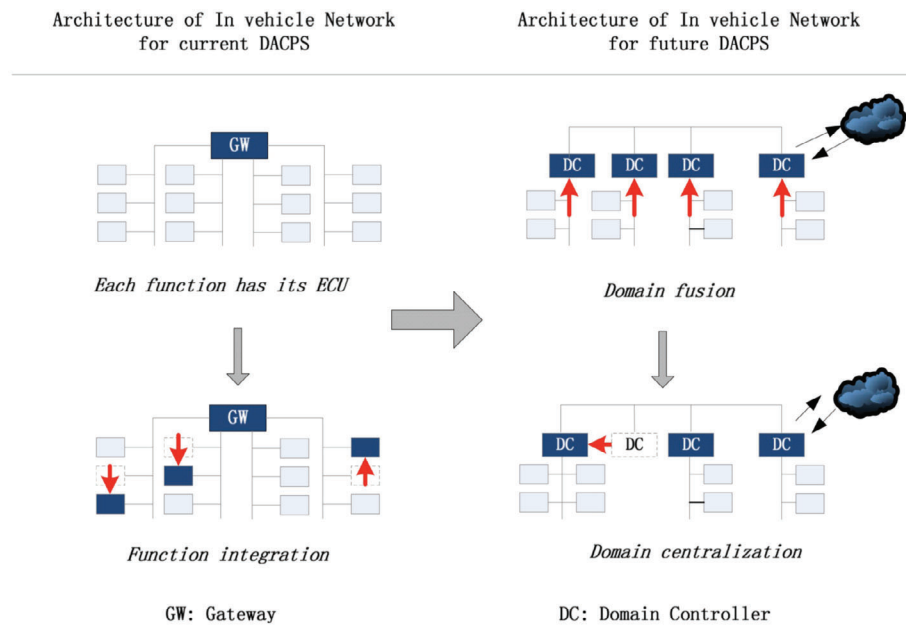 Architecture of In vehicle Network
for current DACPS
Architecture of In vehicle Network
for future DACPS
GW
Each function has its ECU
DC
DC
DC
DC
Domain fusion
GW
Function integration
DC
DC
DC
DC
Domain centralization
GW: Gateway
DC: Domain Controller